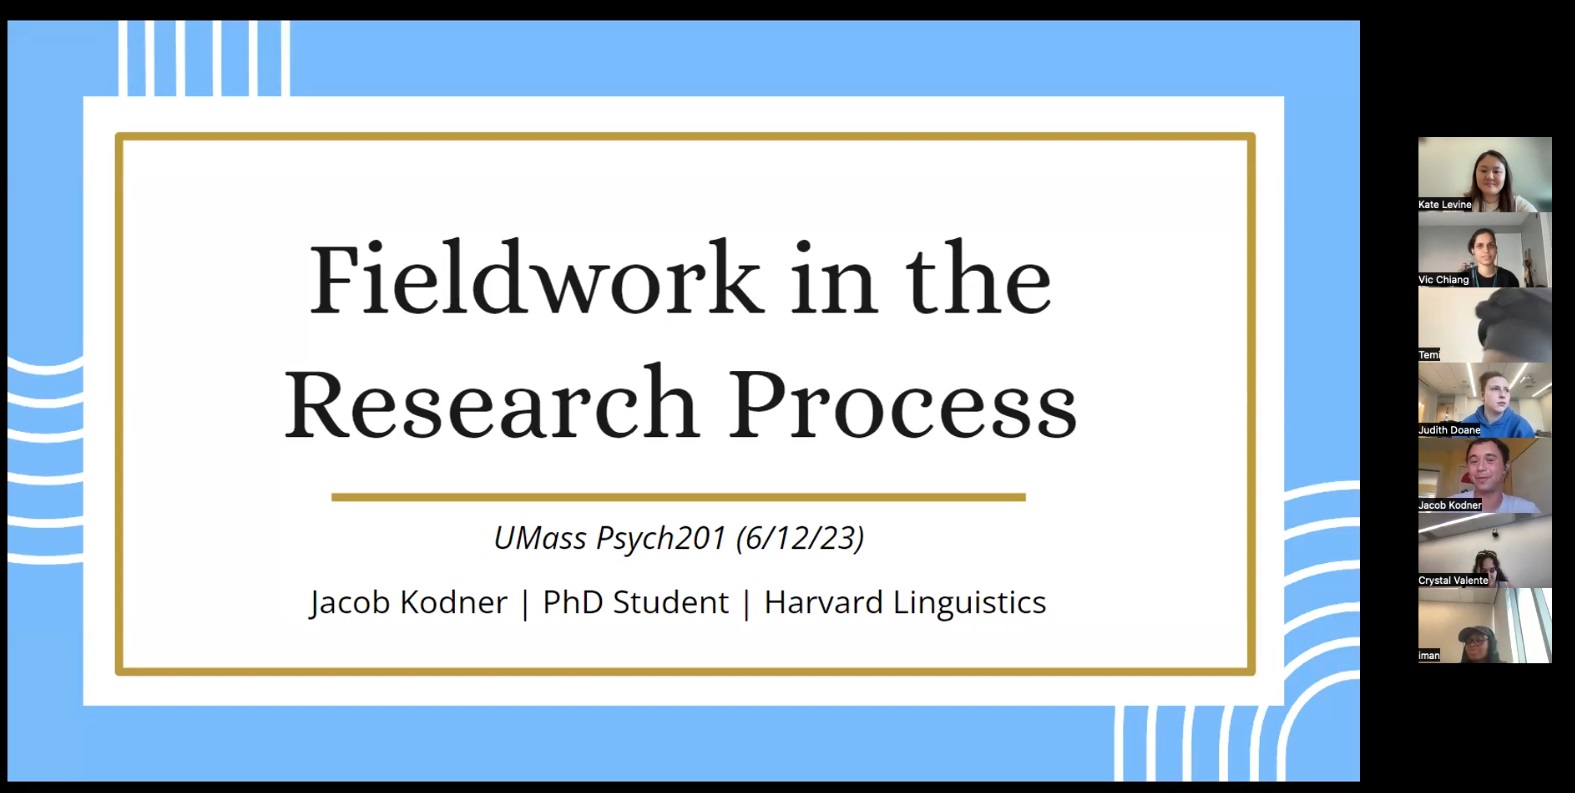 Fieldwork in the
Research Process
UMass Psych201 (6/12/23)
Jacob Kodner | PhD Student | Harvard Linguistics
Kate Levine
Vic Chiang
Temi
Judith Doane
Jacob Kodner
Crystal Valente
iman